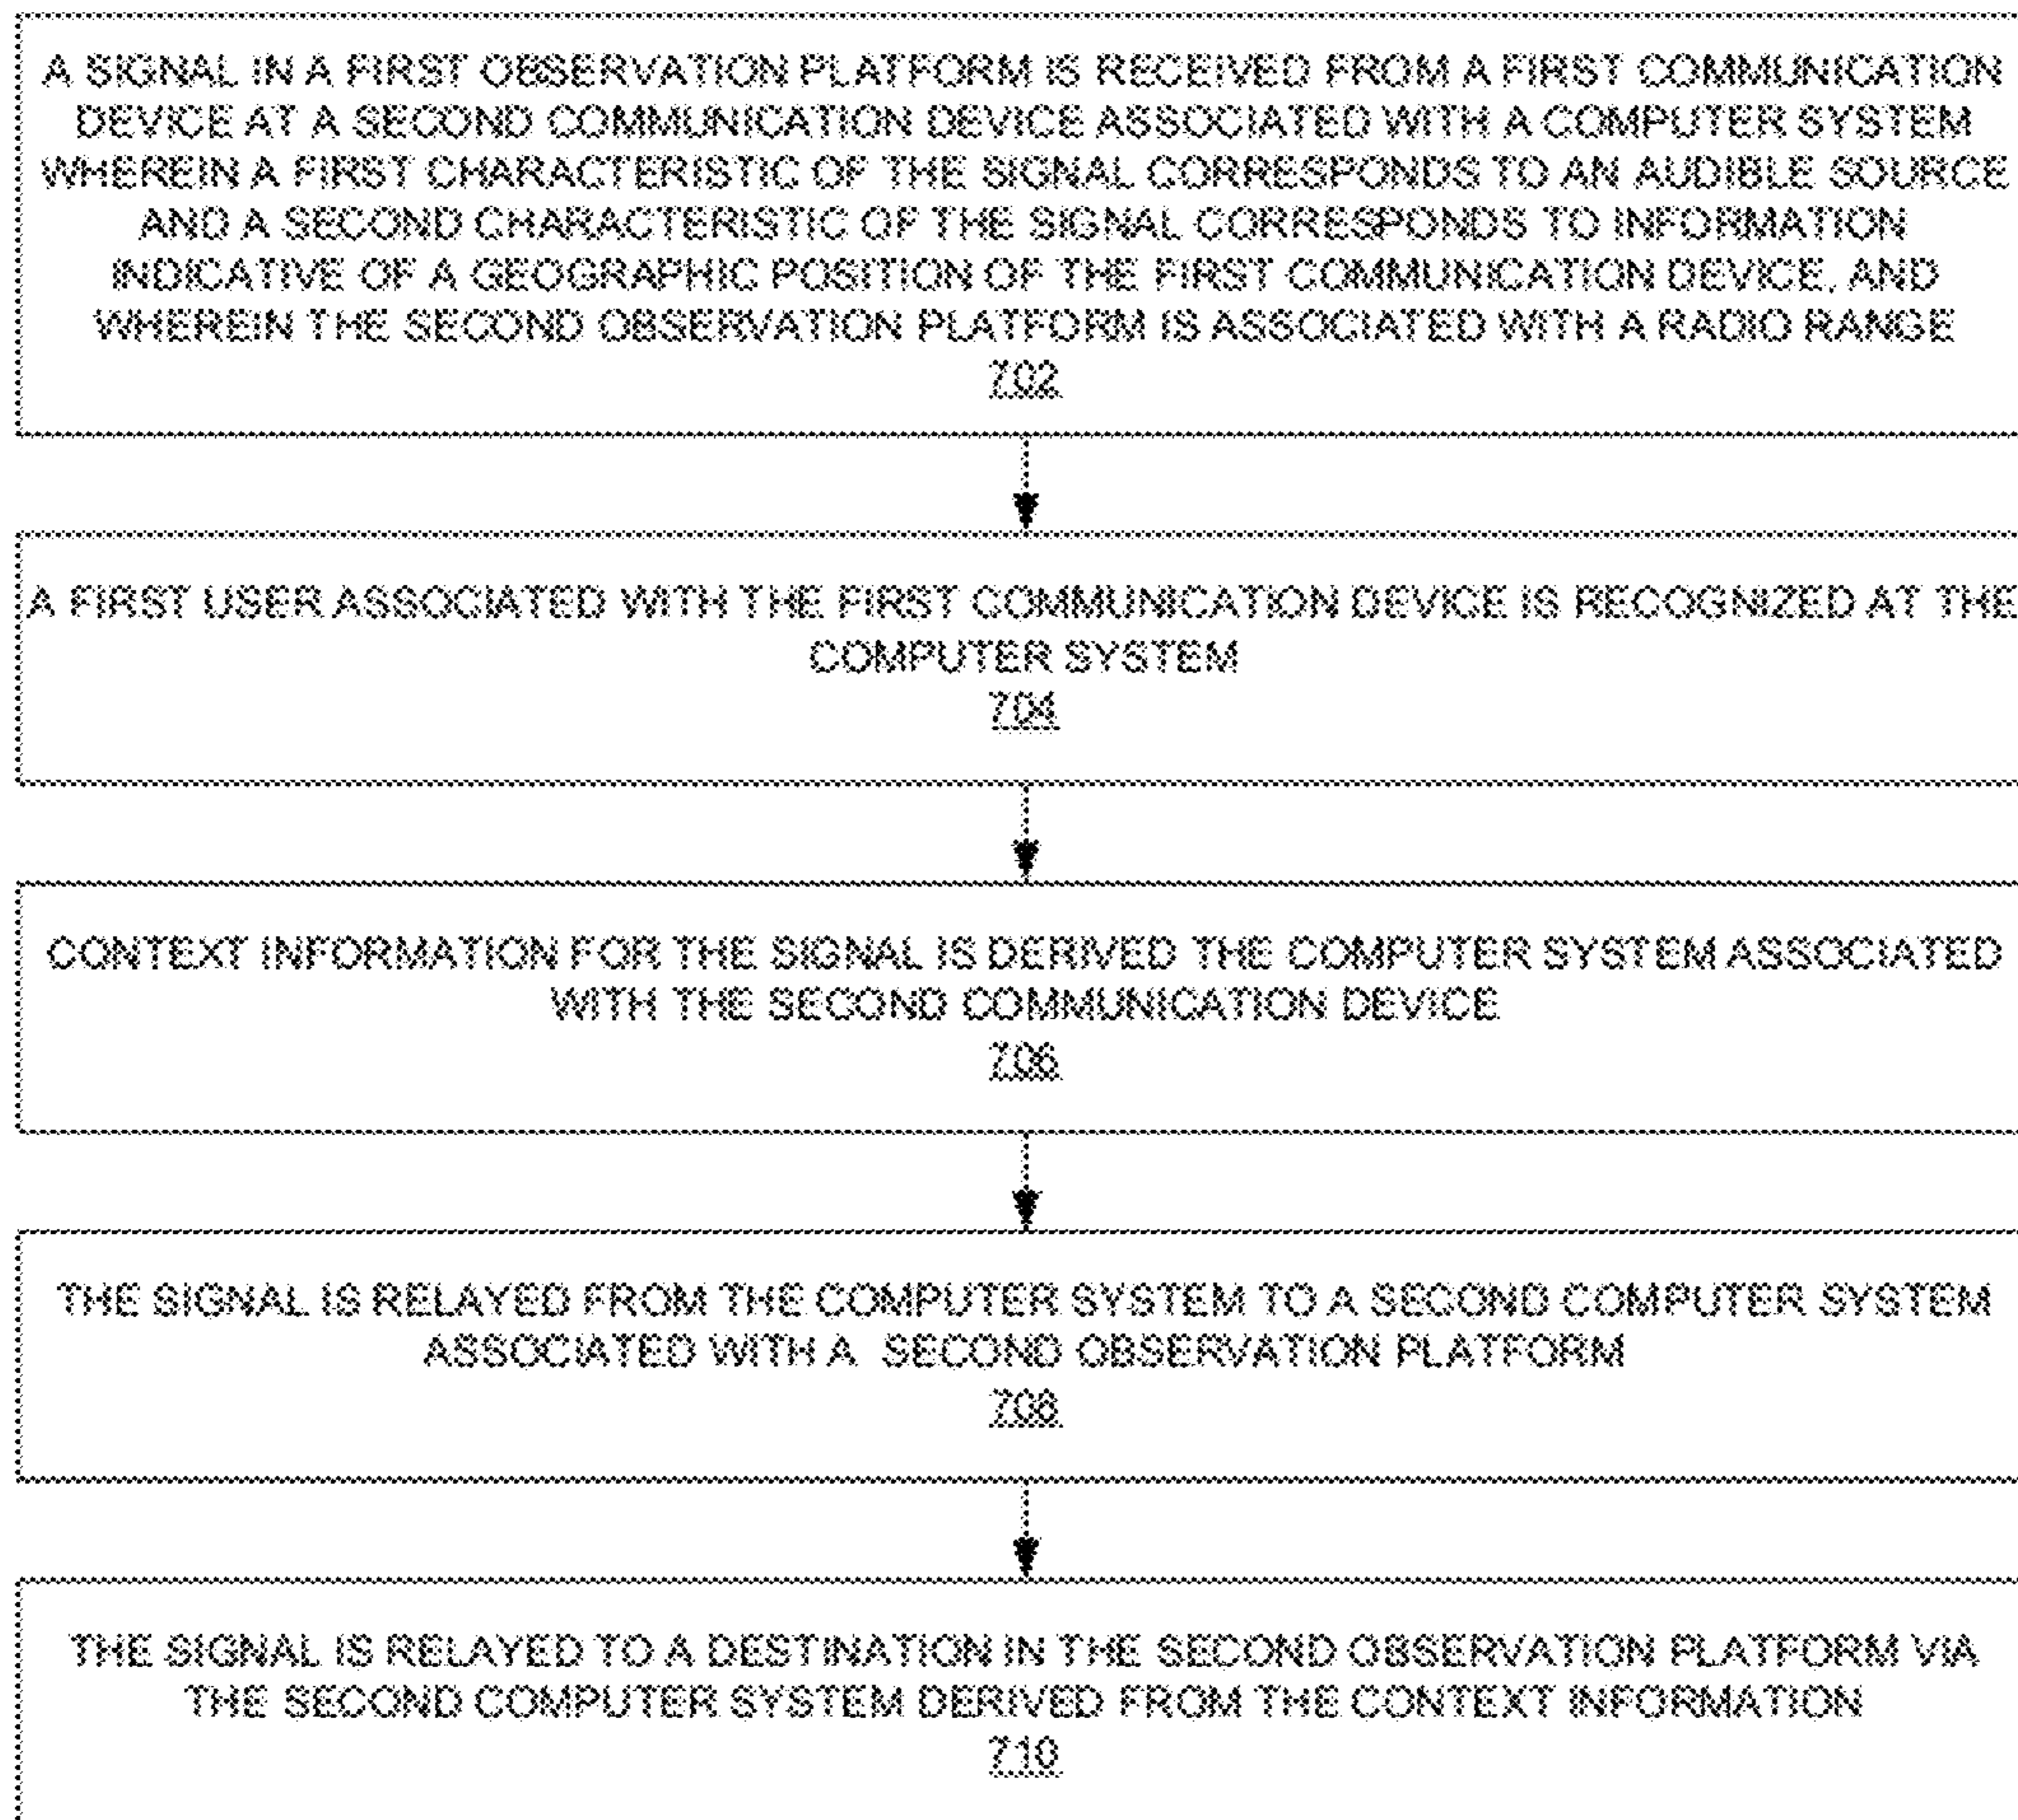 A SIGNAL IN A FIRST OBSERVATION PLATFORM IS RECEIVED FROM A FIRST COMMUNICATION
DEVICE AT A SECOND COMMUNICATION DEVICE ASSOCIATED WITH A COMPUTER SYSTEM
WHEREIN A FIRST CHARACTERISTIC OF THE SIGNAL CORRESPONDS TO AN AUDIBLE SOURCE
AND A SECOND CHARACTERISTIC OF THE SIGNAL CORRESPONDS TO INFORMATION
INDICATIVE OF A GEOGRAPHIC POSITION OF THE FIRST COMMUNICATION DEVICE, AND
WHEREIN THE SECOND OBSERVATION PLATFORM IS ASSOCIATED WITH A RADIO RANGE
702
A FIRST USER ASSOCIATED WITH THE FIRST COMMUNICATION DEVICE IS RECOGNIZED AT THE
COMPUTER SYSTEM
704
CONTEXT INFORMATION FOR THE SIGNAL IS DERIVED THE COMPUTER SYSTEM ASSOCIATED
WITH THE SECOND COMMUNICATION DEVICE
706
THE SIGNAL IS RELAYED FROM THE COMPUTER SYSTEM TO A SECOND COMPUTER SYSTEM
ASSOCIATED WITH A SECOND OBSERVATION PLATFORM
708
THE SIGNAL IS RELAYED TO A DESTINATION IN THE SECOND OBSERVATION PLATFORM VIA
THE SECOND COMPUTER SYSTEM DERIVED FROM THE CONTEXT INFORMATION
710